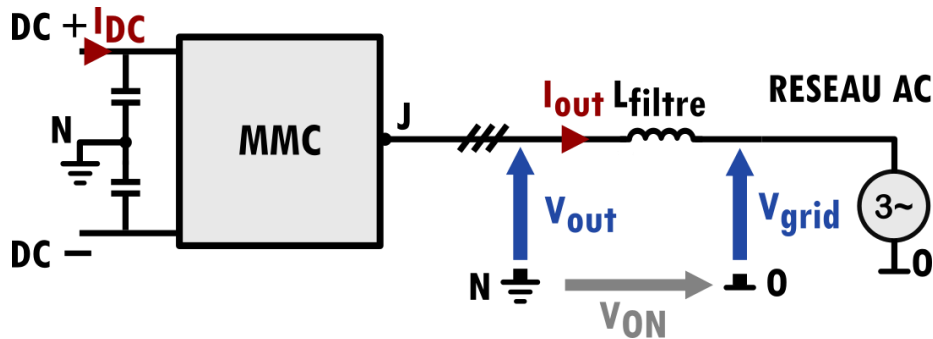 DC +
IDC
N
MMC
J
Iout
Lfiltre
RESEAU AC
Vout
Vgrid
3~
O
DC −
N
O
VON